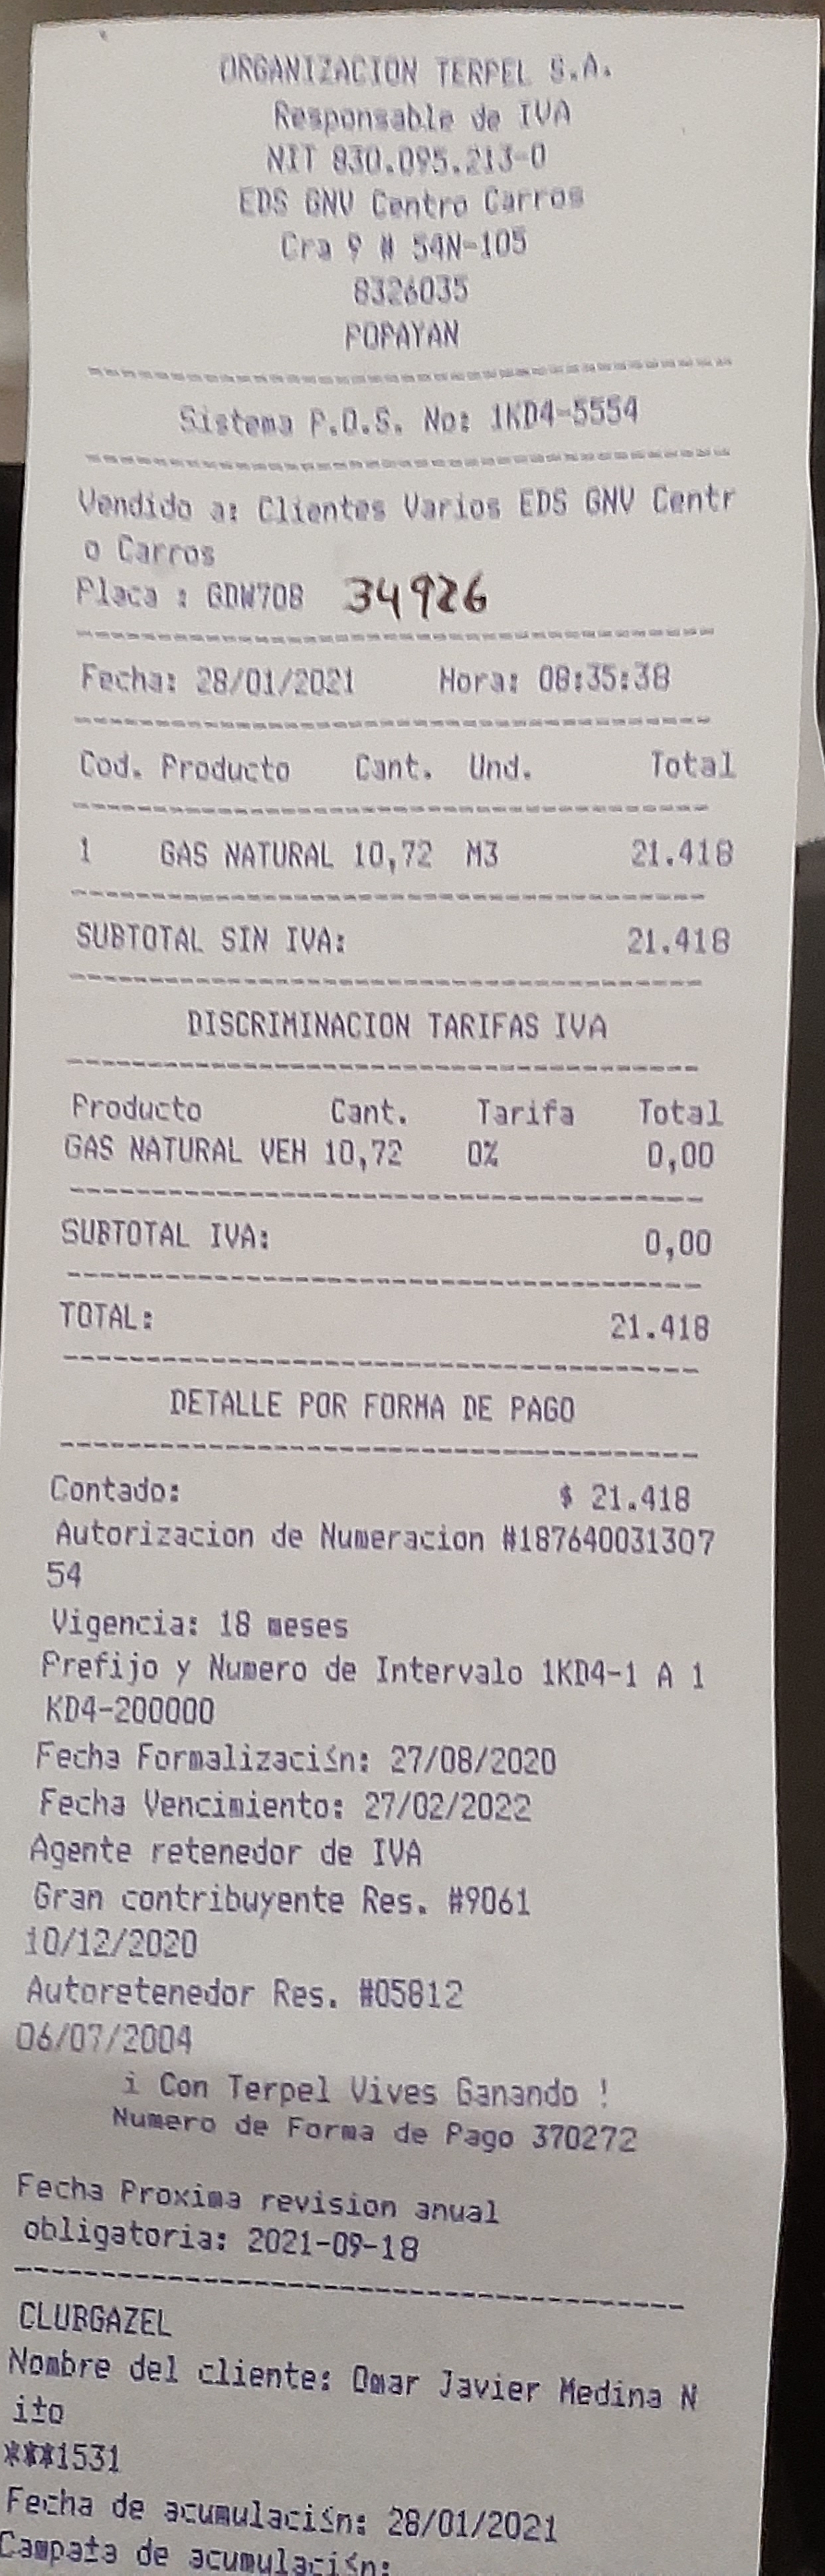 ORGANIZACION TERPEL S.A.
Responsable de IVA
NIT 830.095.213-0
EDS GNV Centro Carros
Cra 9 # 54N-105
8326035
POPAYAN
Sistema P.O.S. No: 1KD4-5554
Vendido a: Clientes Varios EDS GNV Centr
o Carros
Placa : GDW708 34926
Fecha: 28/01/2021 Hora: 08:35:38
Cod. Producto Cant. Und. Total
1 GAS NATURAL 10,72 M3 21.418
SUBTOTAL SIN IVA: 21.418
DISCRIMINACION TARIFAS IVA
Producto Cant. Tarifa Total
GAS NATURAL VEH 10,72 0% 0,00
SUBTOTAL IVA: 0,00
TOTAL: 21.418
DETALLE POR FORMA DE PAGO
Contado: $ 21.418
Autorizacion de Numeracion #187640031307
54
Vigencia: 18 meses
Prefijo y Numero de Intervalo 1KD4-1 A 1
KD4-200000
Fecha Formalizaciśn: 27/08/2020
Fecha Vencimiento: 27/02/2022
Agente retenedor de IVA
Gran contribuyente Res. #9061
10/12/2020
Autoretenedor Res. #05812
06/07/2004
i Con Terpel Vives Ganando !
Numero de Forma de Pago 370272
Fecha Proxima revision anual
obligatoria: 2021-09-18
CLUBGAZEL
Nombre del cliente: Omar Javier Medina N
i±o
***1531
Fecha de acumulaciśn: 28/01/2021
Campa±a de acumulaciśn: